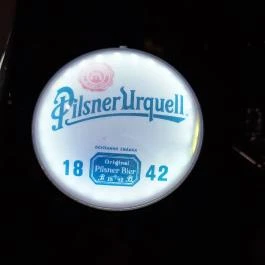 Pilsner Urquell
OCHRANNÁ ZNÁMKA
18 42
Original
Pilsner Bier